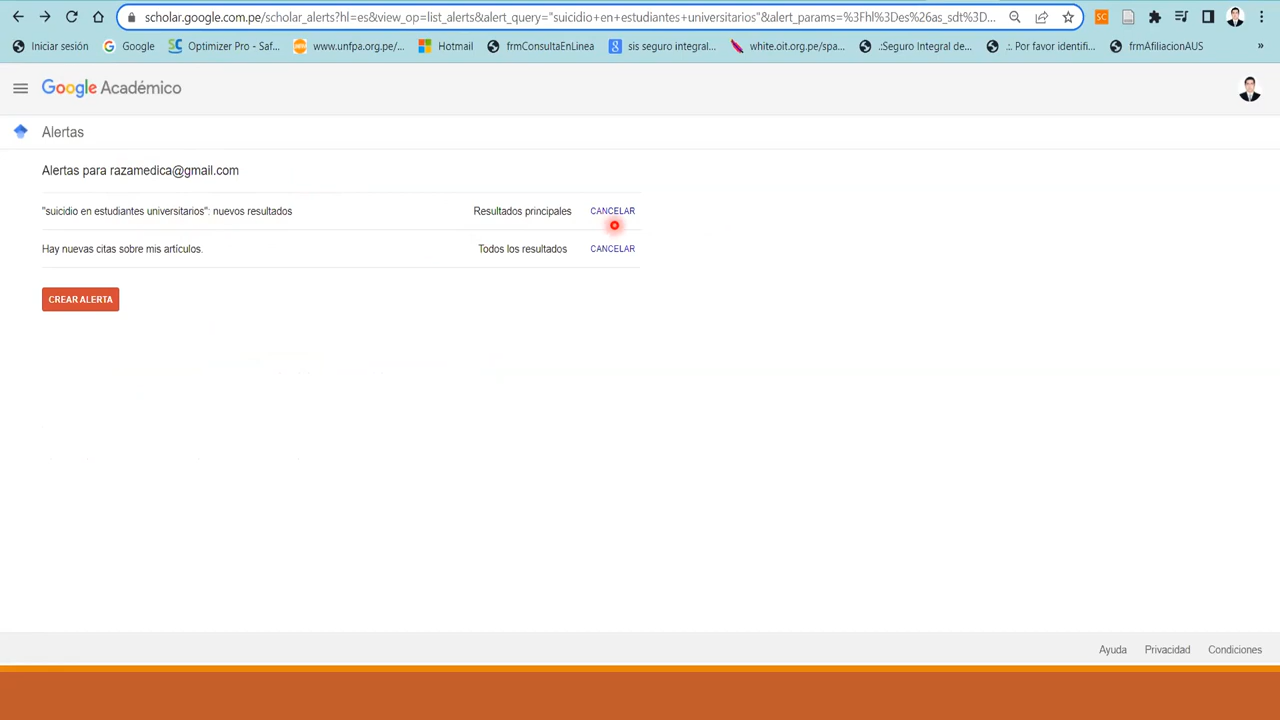 scholar.google.com.pe/scholar_alerts?hl=es&view_op=list_alerts&alert_query="suicidio+en+estudiantes+universitarios"&alert_params=%3Fhl%3Des%26as_sdt%3D...
Iniciar sesión Google Optimizer Pro - Saf... www.unfpa.org.pe/... Hotmail frmConsultaEnLinea sis seguro integral... white.oit.org.pe/spa... .:Seguro Integral de... .:. Por favor identifi... frmAfiliacionAUS »
Google Académico
Alertas
Alertas para razamedica@gmail.com
"suicidio en estudiantes universitarios": nuevos resultados Resultados principales CANCELAR
Hay nuevas citas sobre mis artículos. Todos los resultados CANCELAR
CREAR ALERTA
Ayuda Privacidad Condiciones